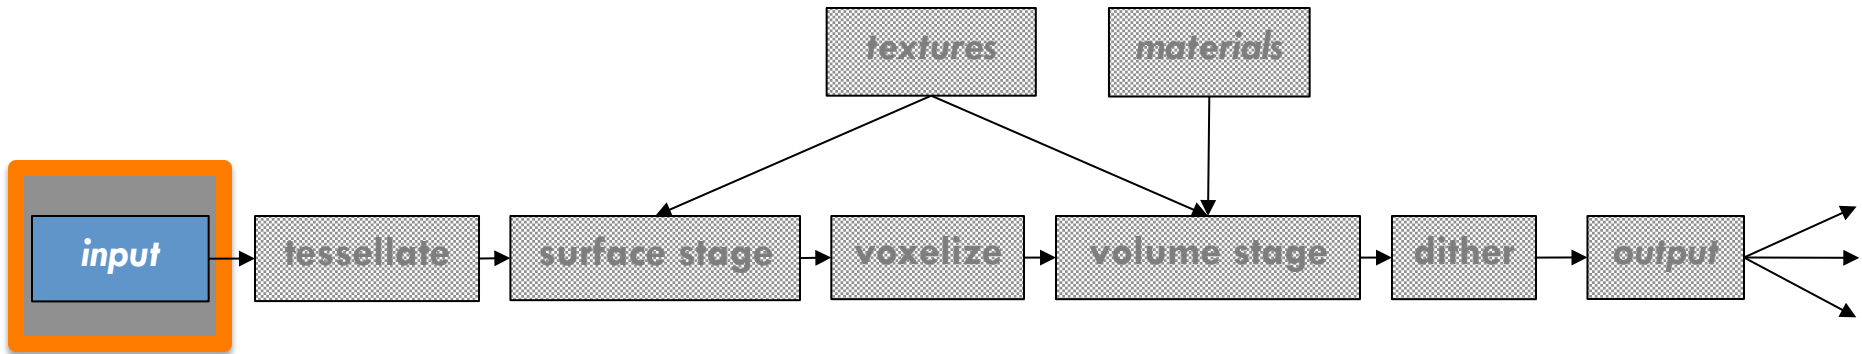 textures
materials
input
tessellate
surface stage
voxelize
volume stage
dither
output